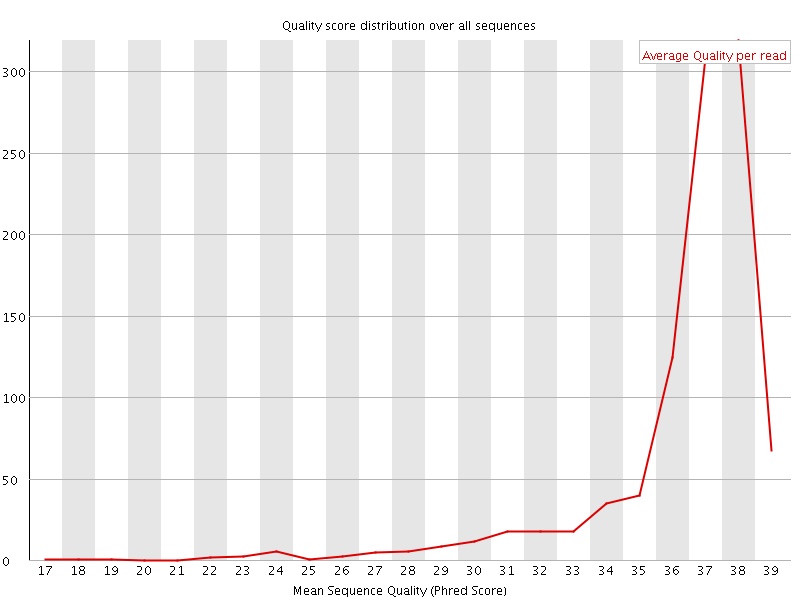 Quality score distribution over all sequences
Average Quality per read
300
250
200
150
100
50
0
17 18 19 20 21 22 23 24 25 26 27 28 29 30 31 32 33 34 35 36 37 38 39
Mean Sequence Quality (Phred Score)